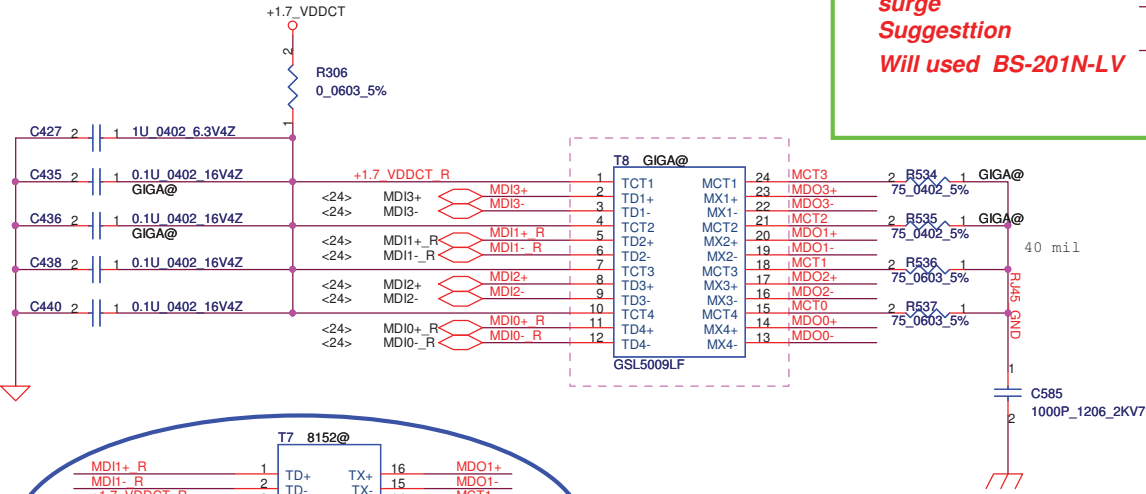 +1.7_VDDCT
surge
Suggesttion
Will used BS-201N-LV
2
R306
0_0603_5%
1
C427 2 1 1U_0402_6.3V4Z
C435 2 1 0.1U_0402_16V4Z
GIGA@
C436 2 1 0.1U_0402_16V4Z
GIGA@
C438 2 1 0.1U_0402_16V4Z
C440 2 1 0.1U_0402_16V4Z
T8 GIGA@
+1.7_VDDCT_R 1 TCT1 MCT1 24 MCT3 2 R534 1 GIGA@
75_0402_5%
<24> MDI3+ MDI3+ 2 TD1+ MX1+ 23 MDO3+
<24> MDI3- MDI3- 3 TD1- MX1- 22 MDO3-
4 TCT2 MCT2 21 MCT2 2 R535 1 GIGA@
75_0402_5%
<24> MDI1+_R MDI1+_R 5 TD2+ MX2+ 20 MDO1+
<24> MDI1-_R MDI1-_R 6 TD2- MX2- 19 MDO1-
40 mil
7 TCT3 MCT3 18 MCT1 2 R536 1
75_0603_5%
<24> MDI2+ MDI2+ 8 TD3+ MX3+ 17 MDO2+
<24> MDI2- MDI2- 9 TD3- MX3- 16 MDO2-
10 TCT4 MCT4 15 MCT0 2 R537 1
75_0603_5%
<24> MDI0+_R MDI0+_R 11 TD4+ MX4+ 14 MDO0+
<24> MDI0-_R MDI0-_R 12 TD4- MX4- 13 MDO0-
RJ45_GND
GSL5009LF
1
C585
1000P_1206_2KV7
2
T7 8152@
MDI1+_R 1 TD+ TX+ 16 MDO1+
MDI1-_R 2 TD- TX- 15 MDO1-
+1.7_VDDCT_R MCT1